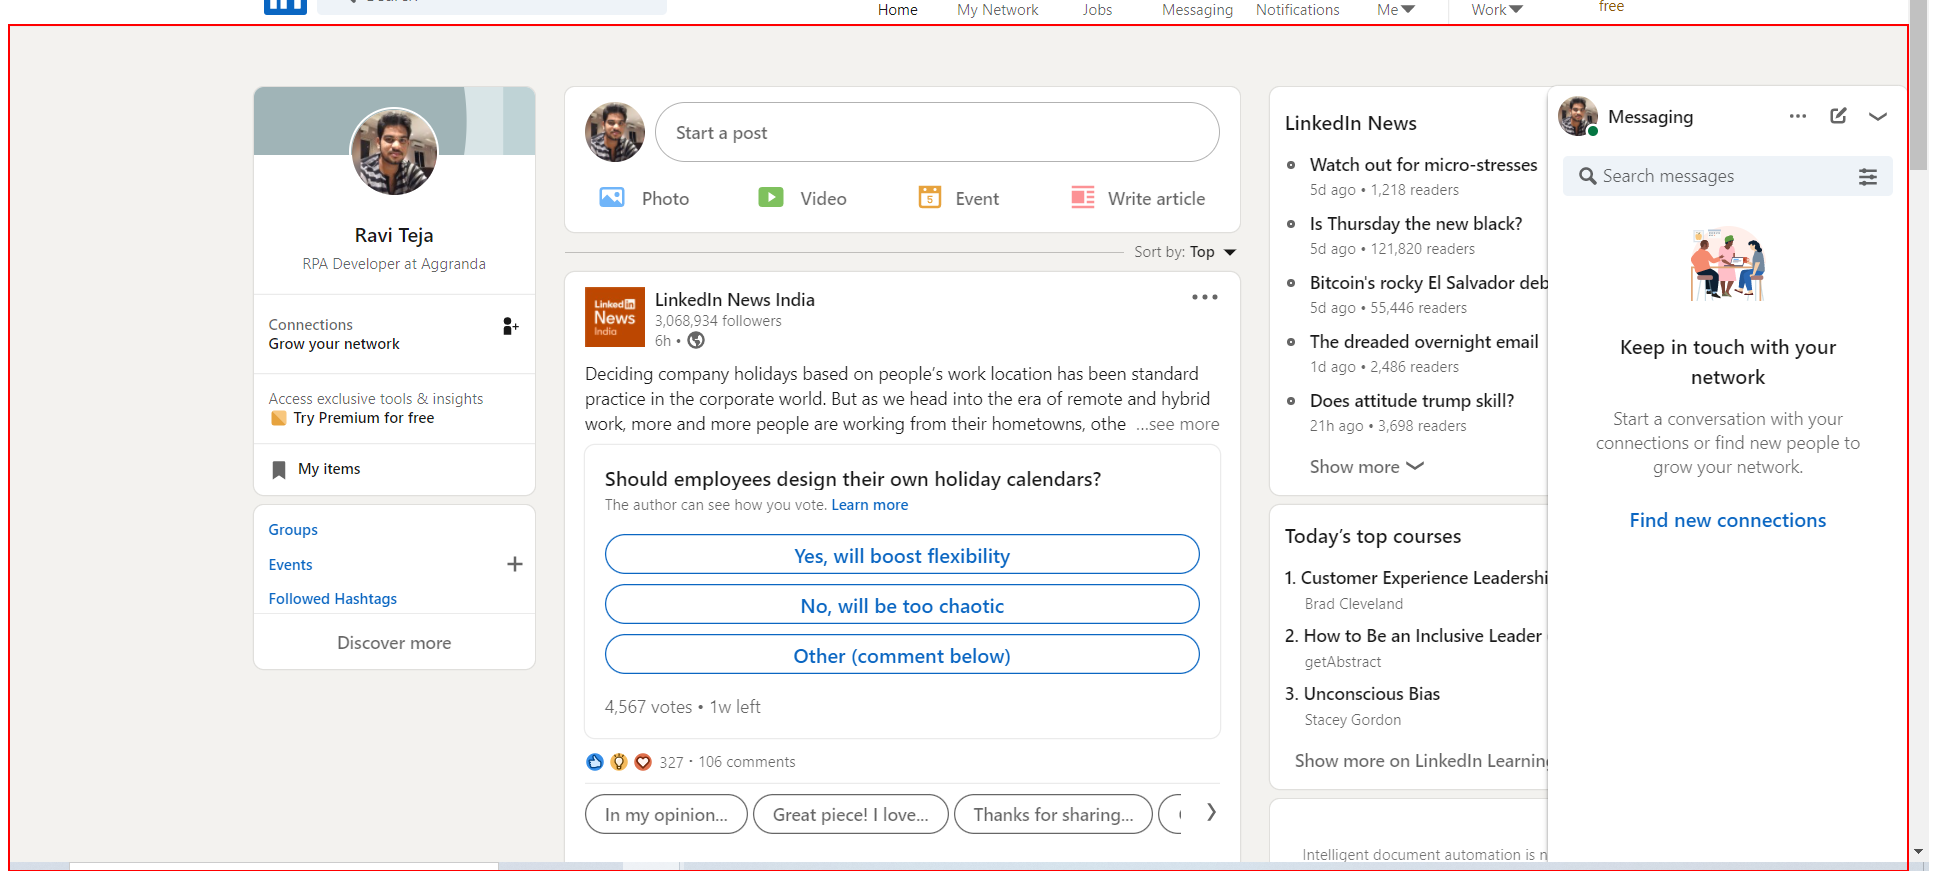 Home My Network Jobs Messaging Notifications Me Work free
Ravi Teja
RPA Developer at Aggranda
Connections
Grow your network
Access exclusive tools & insights
Try Premium for free
My items
Groups
Events
Followed Hashtags
Discover more
Start a post
Photo Video Event Write article
Sort by: Top
Linked in
News
India
LinkedIn News India
3,068,934 followers
6h •
Deciding company holidays based on people’s work location has been standard
practice in the corporate world. But as we head into the era of remote and hybrid
work, more and more people are working from their hometowns, othe ...see more
Should employees design their own holiday calendars?
The author can see how you vote. Learn more
Yes, will boost flexibility
No, will be too chaotic
Other (comment below)
4,567 votes • 1w left
327 · 106 comments
In my opinion... Great piece! I love... Thanks for sharing...
LinkedIn News
Watch out for micro-stresses
5d ago • 1,218 readers
Is Thursday the new black?
5d ago • 121,820 readers
Bitcoin's rocky El Salvador deb
5d ago • 55,446 readers
The dreaded overnight email
1d ago • 2,486 readers
Does attitude trump skill?
21h ago • 3,698 readers
Show more
Today’s top courses
1. Customer Experience Leadershi
Brad Cleveland
2. How to Be an Inclusive Leader
getAbstract
3. Unconscious Bias
Stacey Gordon
Show more on LinkedIn Learning
Intelligent document automation is n
Messaging
Search messages
Keep in touch with your
network
Start a conversation with your
connections or find new people to
grow your network.
Find new connections